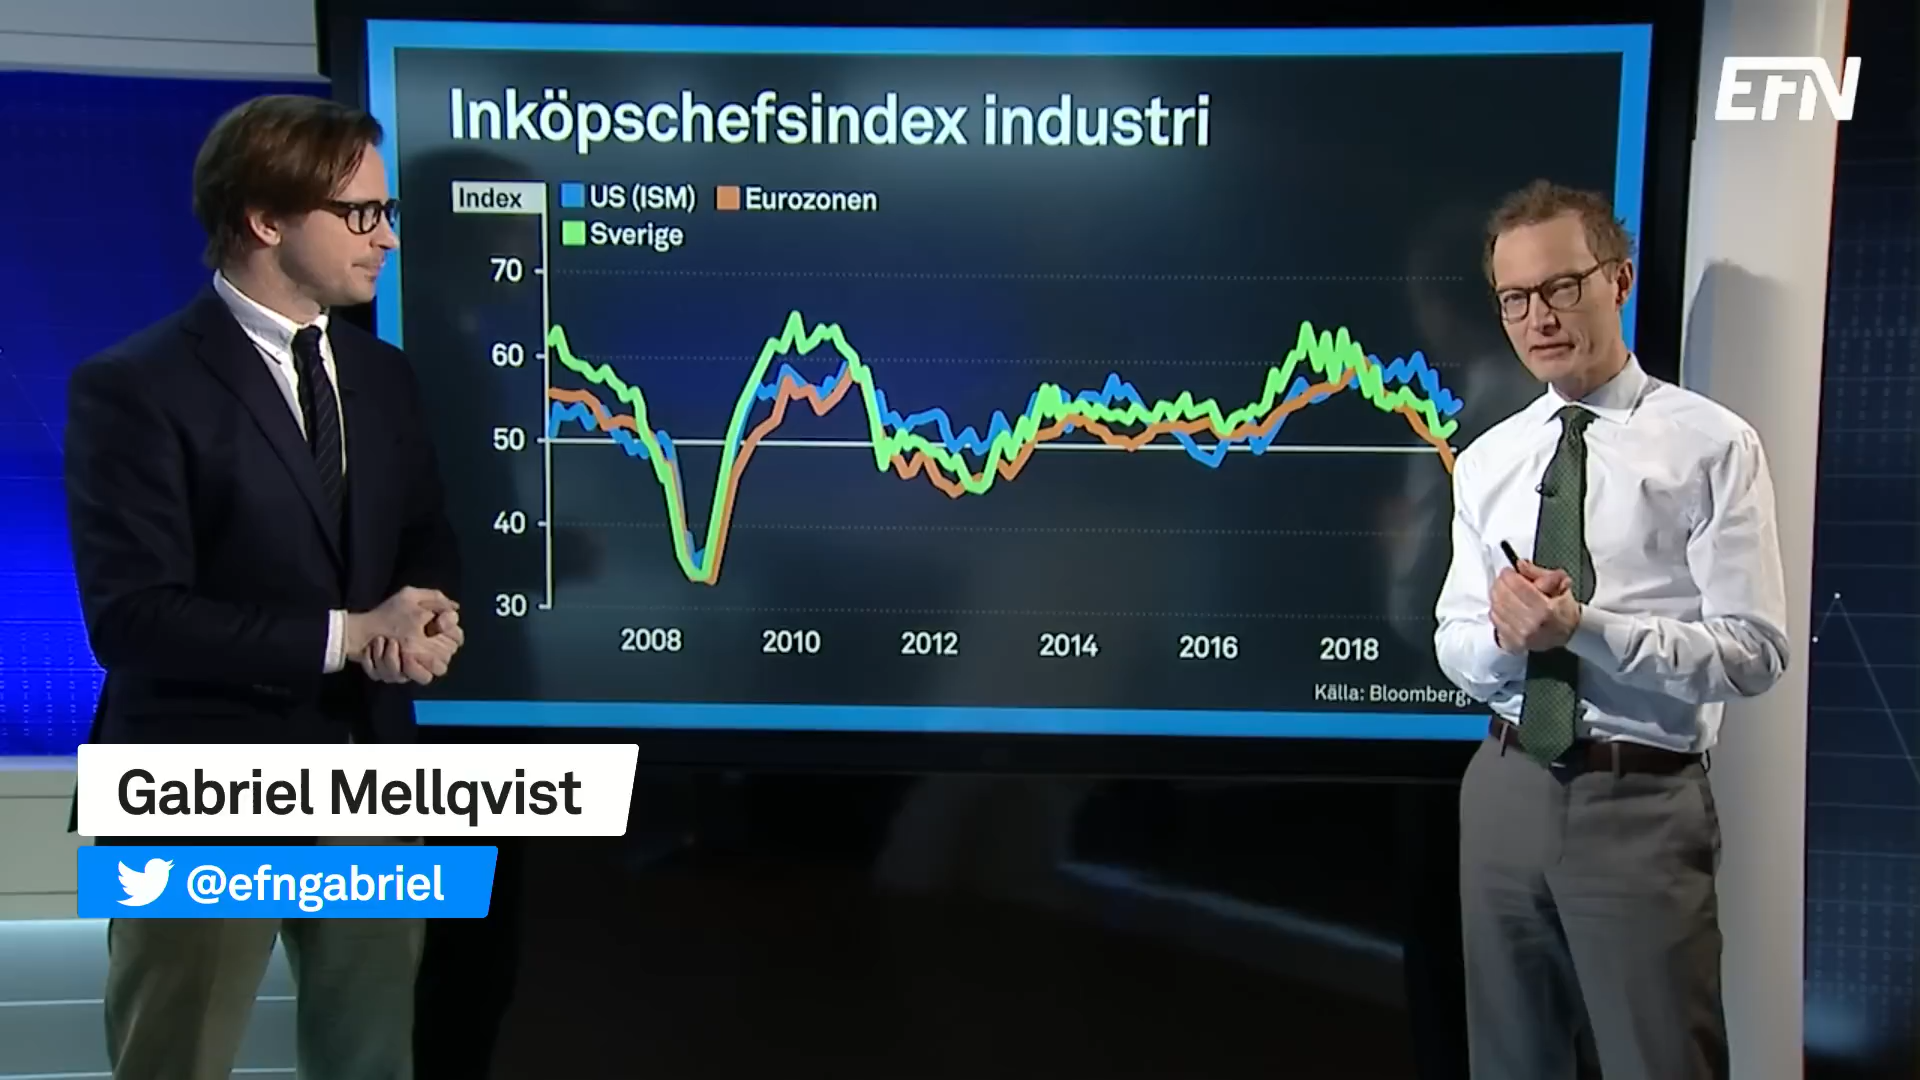 EFN
Inköpschefsindex industri
Index
US (ISM) Eurozonen
Sverige
70
60
50
40
30
2008 2010 2012 2014 2016 2018
Källa: Bloomberg,
Gabriel Mellqvist
@efngabriel